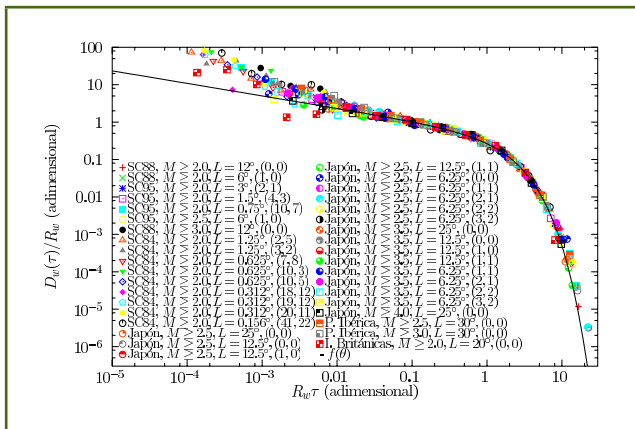 100
10
1
0.1
0.01
10⁻³
10⁻⁴
10⁻⁵
10⁻⁶
D_w(τ)/R_w (adimensional)
SC88, M ≥ 2.0, L = 12°, (0,0)
SC88, M ≥ 2.0, L = 6°, (1,0)
SC95, M ≥ 2.0, L = 3°, (2,1)
SC95, M ≥ 2.0, L = 1.5°, (4,3)
SC95, M ≥ 2.0, L = 0.75°, (10,7)
SC95, M ≥ 2.5, L = 6°, (1,0)
SC88, M ≥ 3.0, L = 12°, (0,0)
SC84, M ≥ 2.0, L = 1.25°, (2,5)
SC84, M ≥ 2.0, L = 1.25°, (3,2)
SC84, M ≥ 2.0, L = 0.625°, (7,8)
SC84, M ≥ 2.0, L = 0.625°, (10,3)
SC84, M ≥ 2.0, L = 0.625°, (10,5)
SC84, M ≥ 2.0, L = 0.312°, (18,12)
SC84, M ≥ 2.0, L = 0.312°, (19,12)
SC84, M ≥ 2.0, L = 0.312°, (20,11)
SC84, M ≥ 2.0, L = 0.156°, (41,22)
Japón, M ≥ 2.5, L = 25°, (0,0)
Japón, M ≥ 2.5, L = 12.5°, (0,0)
Japón, M ≥ 2.5, L = 12.5°, (1,0)
Japón, M ≥ 2.5, L = 12.5°, (1,1)
Japón, M ≥ 2.5, L = 6.25°, (0,0)
Japón, M ≥ 2.5, L = 6.25°, (1,1)
Japón, M ≥ 2.5, L = 6.25°, (2,2)
Japón, M ≥ 2.5, L = 6.25°, (2,2)
Japón, M ≥ 2.5, L = 6.25°, (3,2)
Japón, M ≥ 3.5, L = 25°, (0,0)
Japón, M ≥ 3.5, L = 12.5°, (0,0)
Japón, M ≥ 3.5, L = 12.5°, (1,0)
Japón, M ≥ 3.5, L = 12.5°, (1,1)
Japón, M ≥ 3.5, L = 6.25°, (1,1)
Japón, M ≥ 3.5, L = 6.25°, (1,1)
Japón, M ≥ 3.5, L = 6.25°, (2,2)
Japón, M ≥ 3.5, L = 6.25°, (3,2)
Japón, M ≥ 4.0, L = 25°, (0,0)
P. Ibérica, M ≥ 2.5, L = 30°, (0,0)
P. Ibérica, M ≥ 3.0, L = 30°, (0,0)
I. Británicas, M ≥ 2.0, L = 20°, (0,0)
f(θ)
10⁻⁵ 10⁻⁴ 10⁻³ 0.01 0.1 1 10
R_wτ (adimensional)